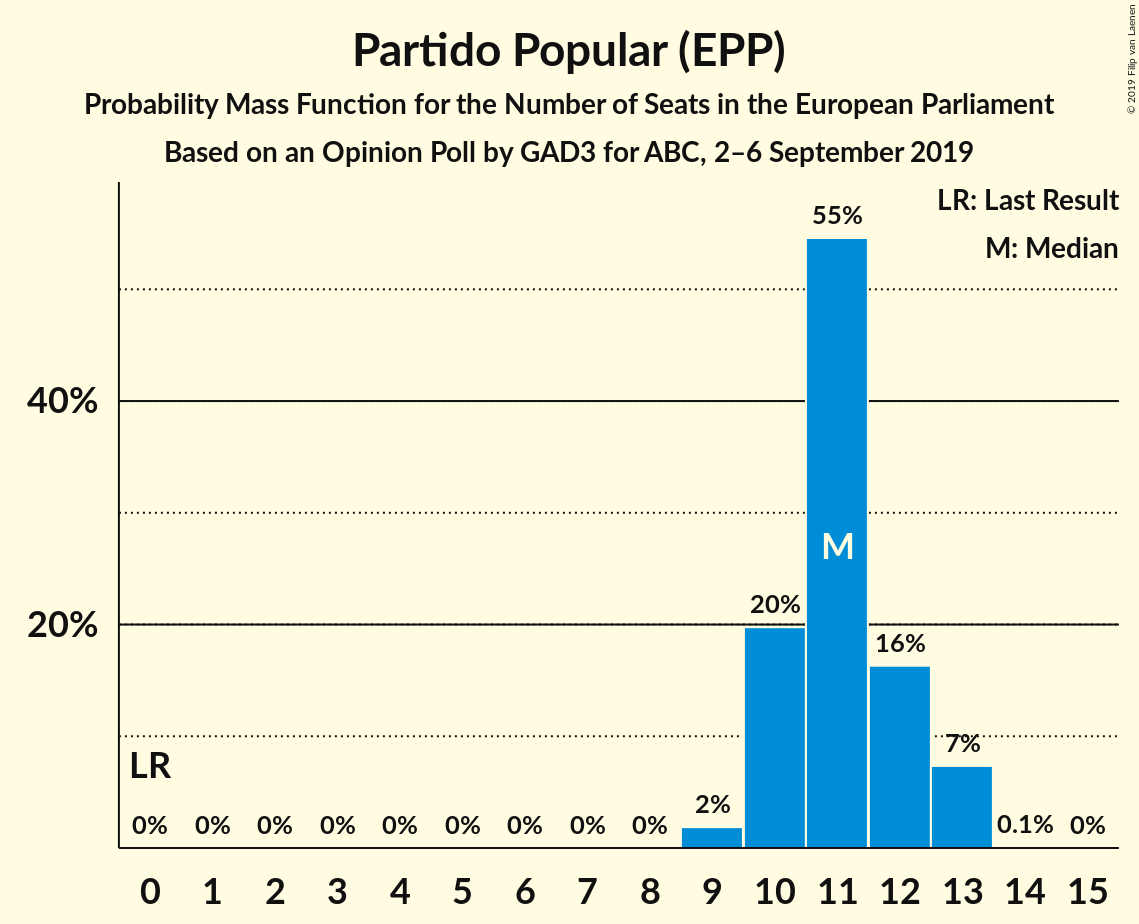 Partido Popular (EPP)
Probability Mass Function for the Number of Seats in the European Parliament
Based on an Opinion Poll by GAD3 for ABC, 2–6 September 2019
© 2019 Filip van Laenen
LR: Last Result
M: Median
55%
40%
M
20%
20%
16%
7%
LR
2%
0% 0% 0% 0% 0% 0% 0% 0% 0% 0.1% 0%
0 1 2 3 4 5 6 7 8 9 10 11 12 13 14 15